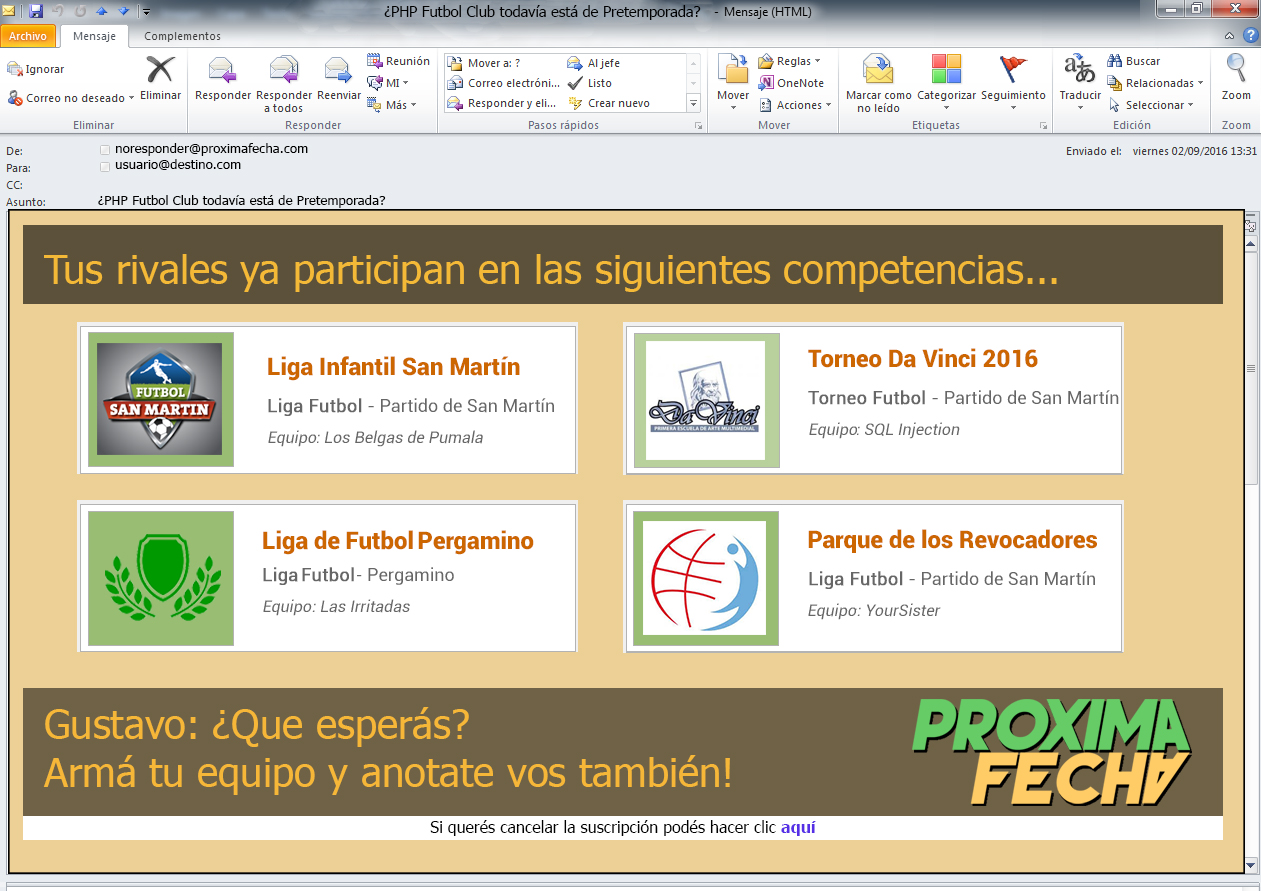 ¿PHP Futbol Club todavía está de Pretemporada? - Mensaje (HTML)
Archivo Mensaje Complementos
Ignorar
Correo no deseado
Eliminar
Eliminar
Responder
Responder a todos
Reenviar
Reunión
MI
Más
Responder
Mover a: ?
Correo electróni...
Responder y eli...
Al jefe
Listo
Crear nuevo
Pasos rápidos
Mover
Reglas
OneNote
Acciones
Mover
Marcar como no leído
Categorizar
Seguimiento
Etiquetas
Traducir
Buscar
Relacionadas
Seleccionar
Edición
Zoom
Zoom
De: noresponder@proximafecha.com
Enviado el: viernes 02/09/2016 13:31
Para: usuario@destino.com
CC:
Asunto: ¿PHP Futbol Club todavía está de Pretemporada?
Tus rivales ya participan en las siguientes competencias...
FUTBOL
SAN MARTIN
Liga Infantil San Martín
Liga Futbol - Partido de San Martín
Equipo: Los Belgas de Pumala
Da Vinci
PRIMERA ESCUELA DE ARTE MULTIMEDIAL
Torneo Da Vinci 2016
Torneo Futbol - Partido de San Martín
Equipo: SQL Injection
Liga de Futbol Pergamino
Liga Futbol - Pergamino
Equipo: Las Irritadas
Parque de los Revocadores
Liga Futbol - Partido de San Martín
Equipo: YourSister
Gustavo: ¿Que esperás?
Armá tu equipo y anotate vos también!
PROXIMA
FECHA
Si querés cancelar la suscripción podés hacer clic aquí